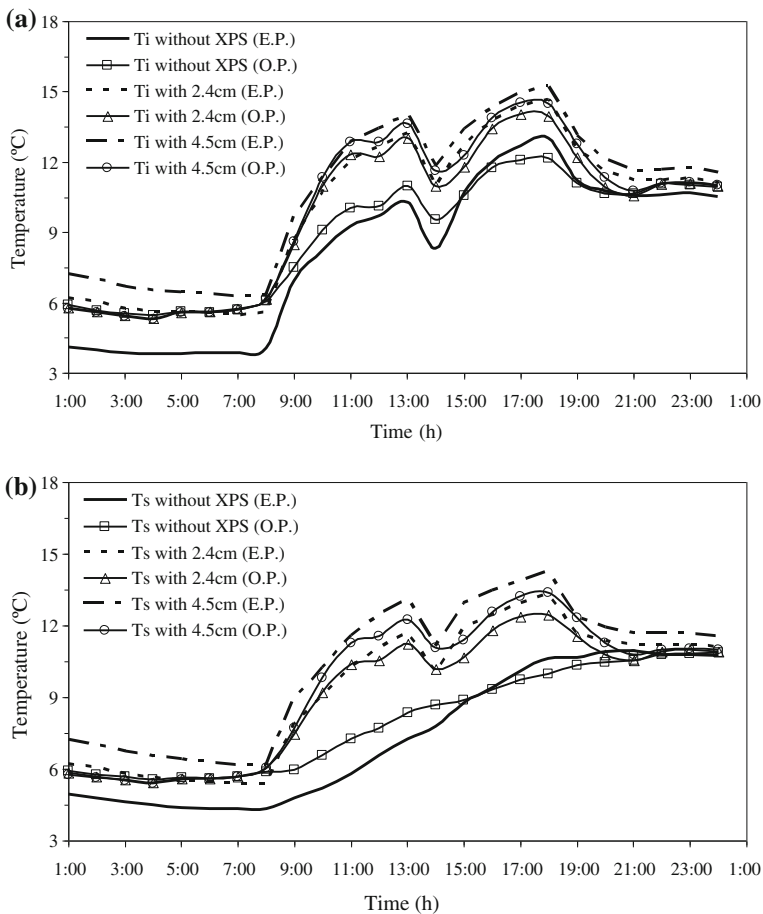 (a)
18
15
12
9
6
3
Temperature (ºC)
Ti without XPS (E.P.)
Ti without XPS (O.P.)
Ti with 2.4cm (E.P.)
Ti with 2.4cm (O.P.)
Ti with 4.5cm (E.P.)
Ti with 4.5cm (O.P.)
1:00 3:00 5:00 7:00 9:00 11:00 13:00 15:00 17:00 19:00 21:00 23:00 1:00
Time (h)
(b)
18
15
12
9
6
3
Temperature (ºC)
Ts without XPS (E.P.)
Ts without XPS (O.P.)
Ts with 2.4cm (E.P.)
Ts with 2.4cm (O.P.)
Ts with 4.5cm (E.P.)
Ts with 4.5cm (O.P.)
1:00 3:00 5:00 7:00 9:00 11:00 13:00 15:00 17:00 19:00 21:00 23:00 1:00
Time (h)